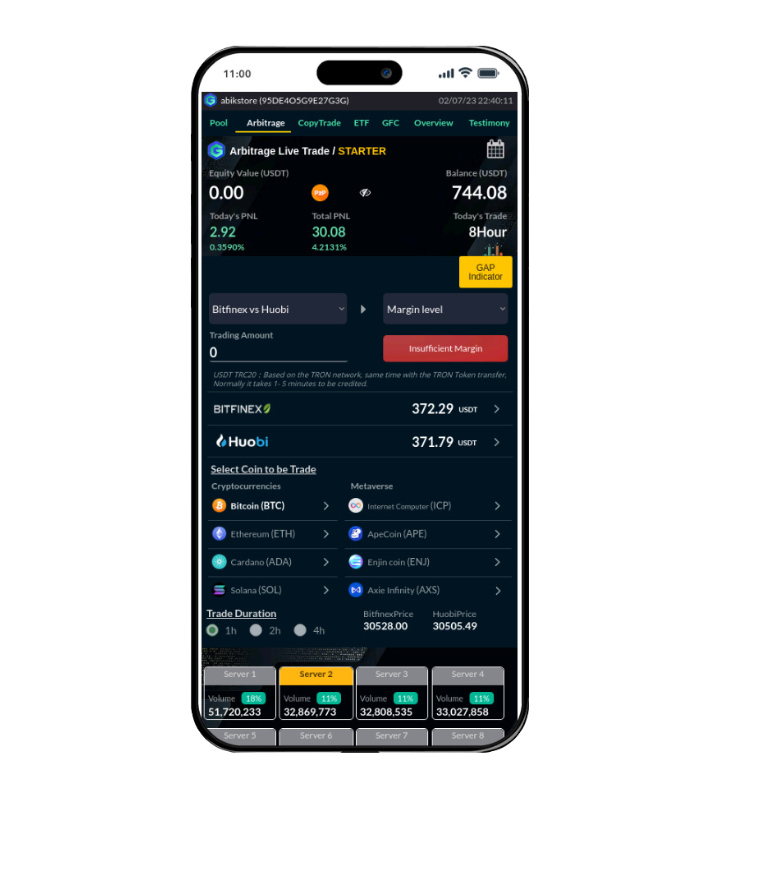 11:00
abikstore (95DE4O5G9E27G3G) 02/07/23 22:40:11
Pool Arbitrage CopyTrade ETF GFC Overview Testimony
Arbitrage Live Trade / STARTER
Equity Value (USDT) Balance (USDT)
0.00 P2P 744.08
Today's PNL Total PNL Today's Trade
2.92 30.08 8Hour
0.3590% 4.2131%
GAP
Indicator
Bitfinex vs Huobi Margin level
Trading Amount
0 Insufficient Margin
USDT TRC20 : Based on the TRON network, same time with the TRON Token transfer,
Normally it takes 1- 5 minutes to be credited.
BITFINEX 372.29 USDT
Huobi 371.79 USDT
Select Coin to be Trade
Cryptocurrencies Metaverse
Bitcoin (BTC) Internet Computer (ICP)
Ethereum (ETH) ApeCoin (APE)
Cardano (ADA) Enjin coin (ENJ)
Solana (SOL) Axie Infinity (AXS)
Trade Duration BitfinexPrice HuobiPrice
1h 2h 4h 30528.00 30505.49
Server 1 Server 2 Server 3 Server 4
Volume 18% Volume 11% Volume 11% Volume 11%
51,720,233 32,869,773 32,808,535 33,027,858
Server 5 Server 6 Server 7 Server 8